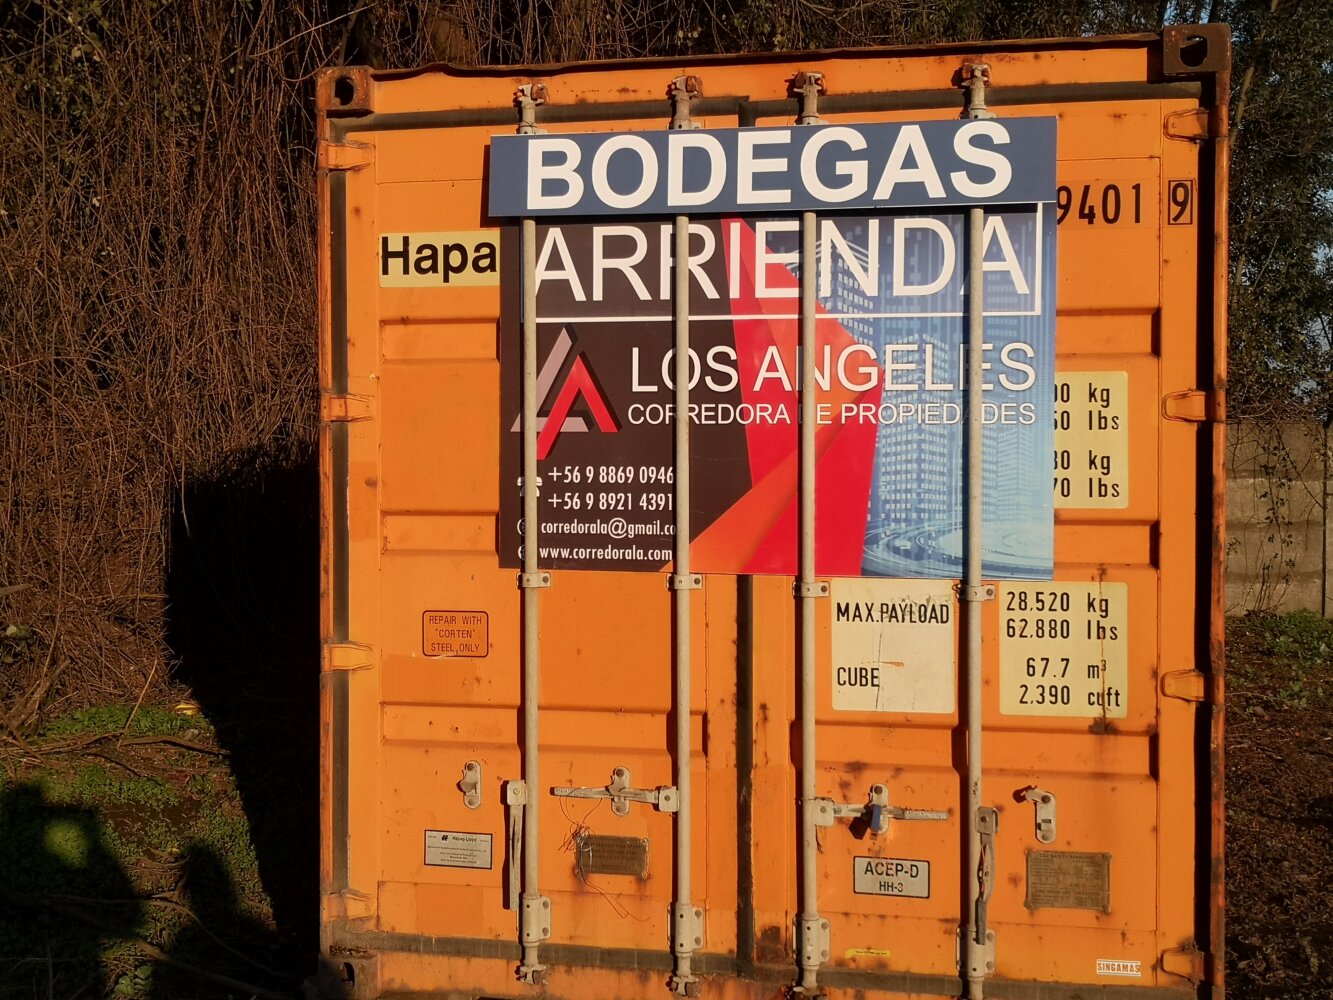 BODEGAS
9401 9
Hapa
ARRIENDA
LOS ANGELES
CORREDORA DE PROPIEDADES
00 kg
lbs
kg
70 lbs
+56 9 8869 0946
+56 9 8921 4391
corredorala@gmail.co
www.corredorala.com
MAX.PAYLOAD
28.520 kg
62.880 lbs
CUBE
67.7 m³
2.390 cuft
REPAIR WITH
"CORTEN"
STEEL ONLY
Hapag-Lloyd
ACEP-D
HH-3
SINGAMAS